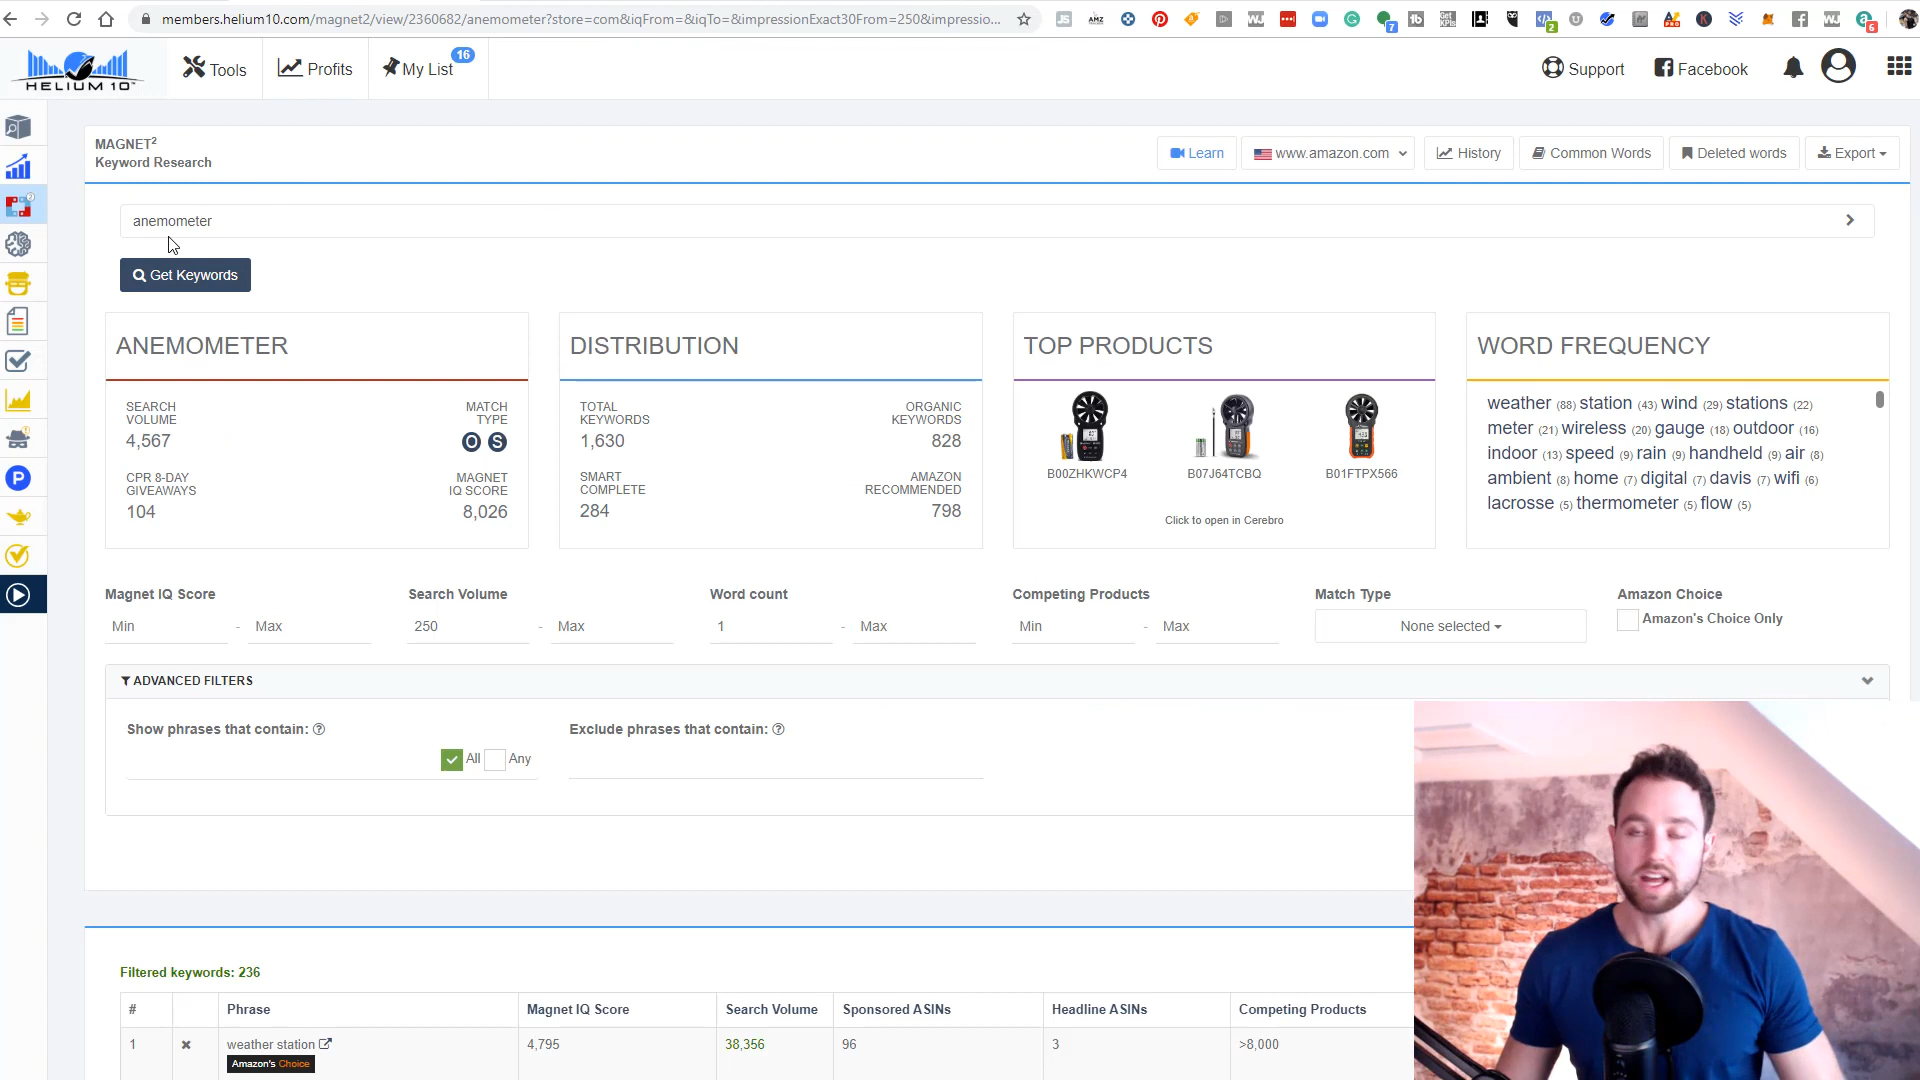 members.helium10.com/magnet2/view/2360682/anemometer?store=com&iqFrom=&iqTo=&impressionExact30From=250&impressio...
HELIUM 10™
Tools
Profits
My List
16
Support
Facebook
MAGNET²
Keyword Research
Learn
www.amazon.com
History
Common Words
Deleted words
Export
anemometer
Get Keywords
ANEMOMETER
SEARCH VOLUME
4,567
MATCH TYPE
O S
CPR 8-DAY GIVEAWAYS
104
MAGNET IQ SCORE
8,026
DISTRIBUTION
TOTAL KEYWORDS
1,630
ORGANIC KEYWORDS
828
SMART COMPLETE
284
AMAZON RECOMMENDED
798
TOP PRODUCTS
B00ZHKWCP4
B07J64TCBQ
B01FTPX566
Click to open in Cerebro
WORD FREQUENCY
weather (88) station (43) wind (29) stations (22)
meter (21) wireless (20) gauge (18) outdoor (16)
indoor (13) speed (9) rain (9) handheld (9) air (8)
ambient (8) home (7) digital (7) davis (7) wifi (6)
lacrosse (5) thermometer (5) flow (5)
Magnet IQ Score
Min - Max
Search Volume
250 - Max
Word count
1 - Max
Competing Products
Min - Max
Match Type
None selected
Amazon Choice
Amazon's Choice Only
ADVANCED FILTERS
Show phrases that contain:
All Any
Exclude phrases that contain:
Filtered keywords: 236
# Phrase Magnet IQ Score Search Volume Sponsored ASINs Headline ASINs Competing Products
1 weather station 4,795 38,356 96 3 >8,000
Amazon's Choice